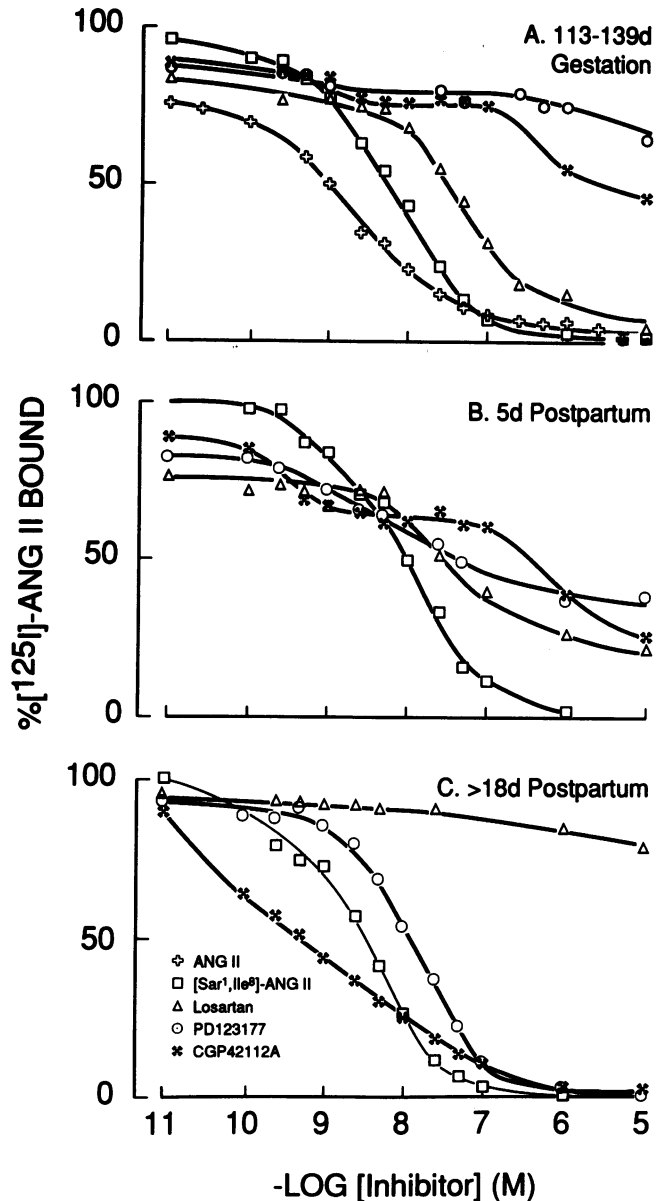 A. 113-139d
Gestation
100
50
0
B. 5d Postpartum
100
50
0
%[125I]-ANG II BOUND
C. >18d Postpartum
100
50
0
ANG II
[Sar1,Ile8]-ANG II
Losartan
PD123177
CGP42112A
11 10 9 8 7 6 5
-LOG [Inhibitor] (M)